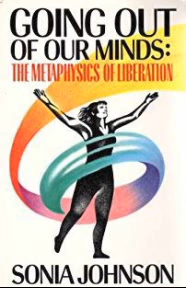 GOING OUT
OF OUR MINDS:
THE METAPHYSICS OF LIBERATION
SONIA JOHNSON